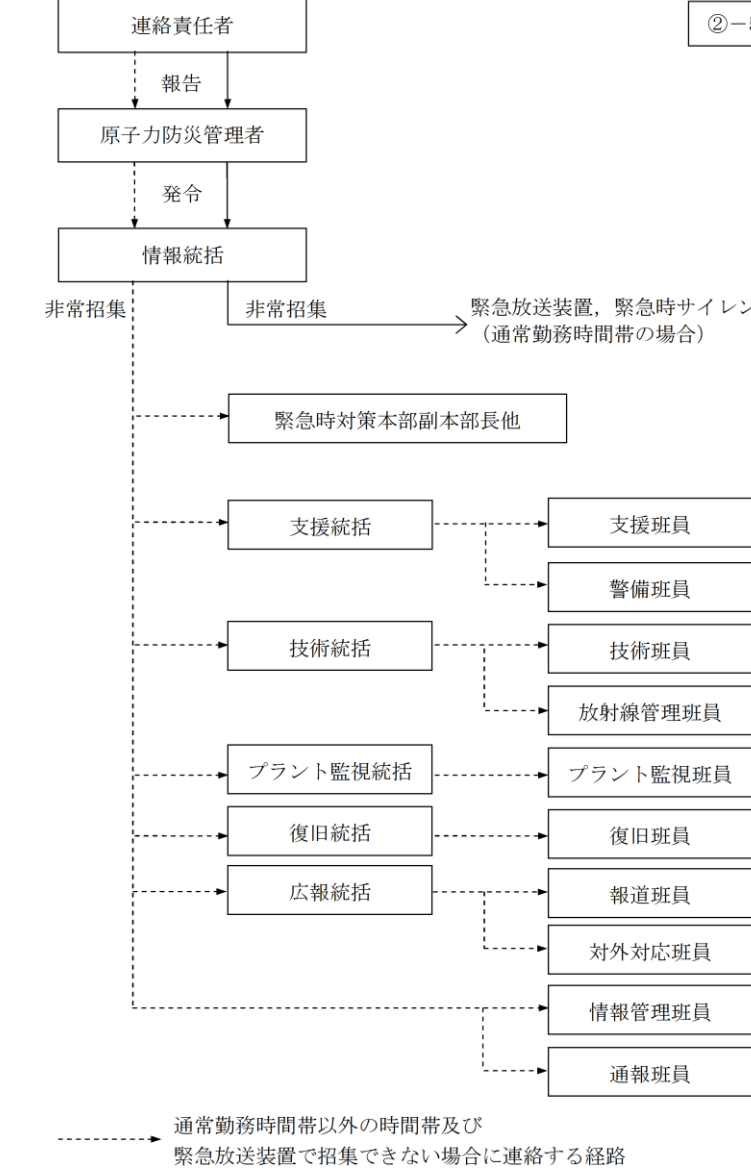 連絡責任者
②－
報告
原子力防災管理者
発令
情報統括
非常招集
非常招集
緊急放送装置，緊急時サイレン
（通常勤務時間帯の場合）
緊急時対策本部副本部長他
支援統括
支援班員
警備班員
技術統括
技術班員
放射線管理班員
プラント監視統括
プラント監視班員
復旧統括
復旧班員
広報統括
報道班員
対外対応班員
情報管理班員
通報班員
通常勤務時間帯以外の時間帯及び
緊急放送装置で招集できない場合に連絡する経路